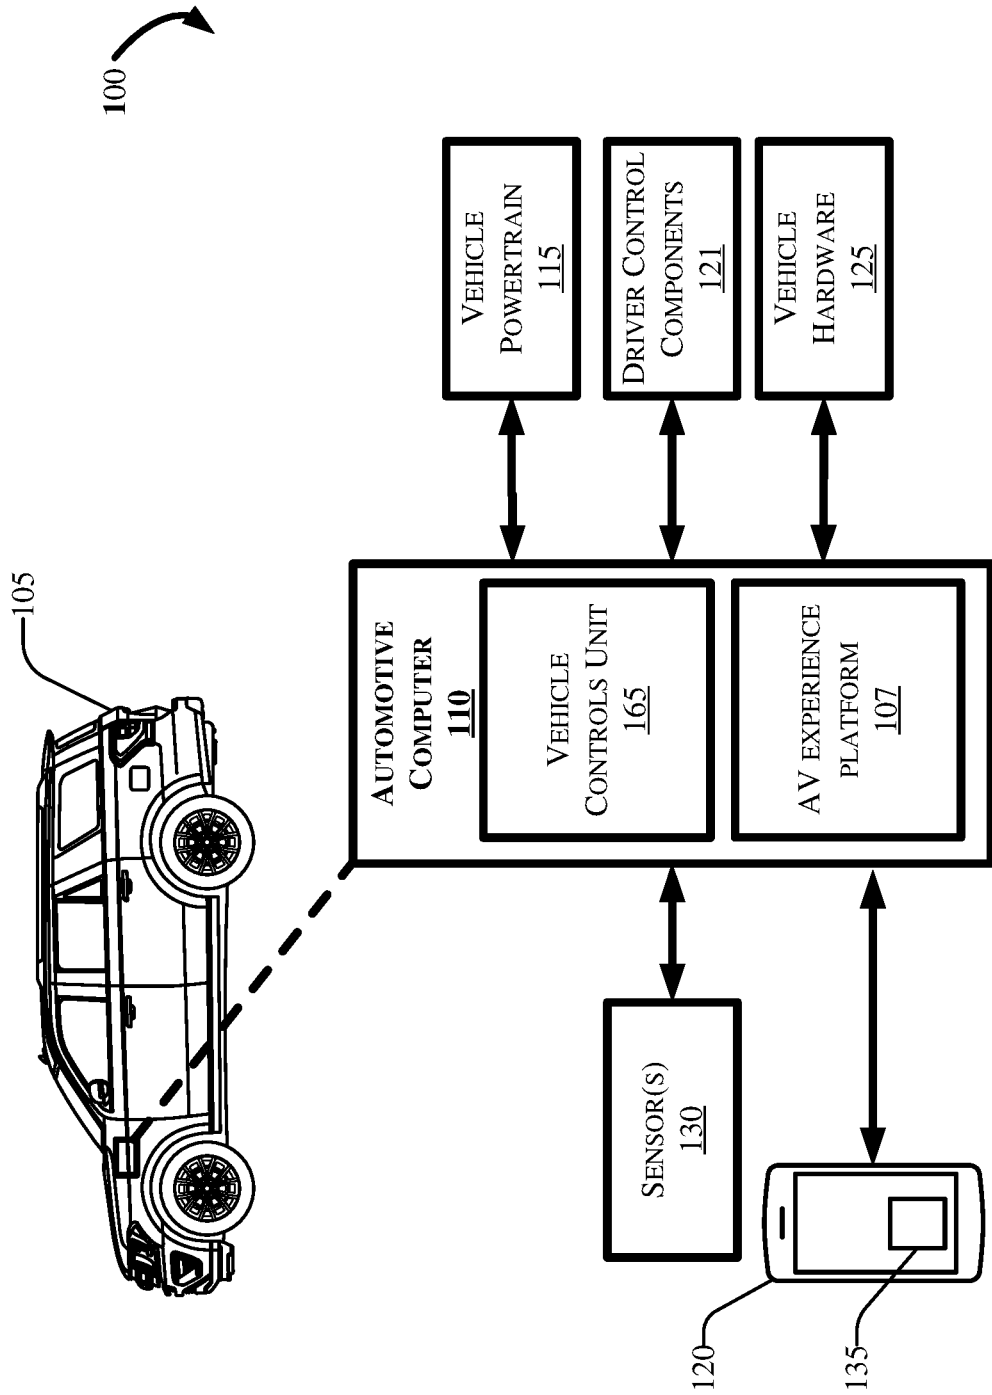 100
105
AUTOMOTIVE
COMPUTER
110
VEHICLE
CONTROLS UNIT
165
AV EXPERIENCE
PLATFORM
107
VEHICLE
POWERTRAIN
115
DRIVER CONTROL
COMPONENTS
121
VEHICLE
HARDWARE
125
SENSOR(S)
130
120
135